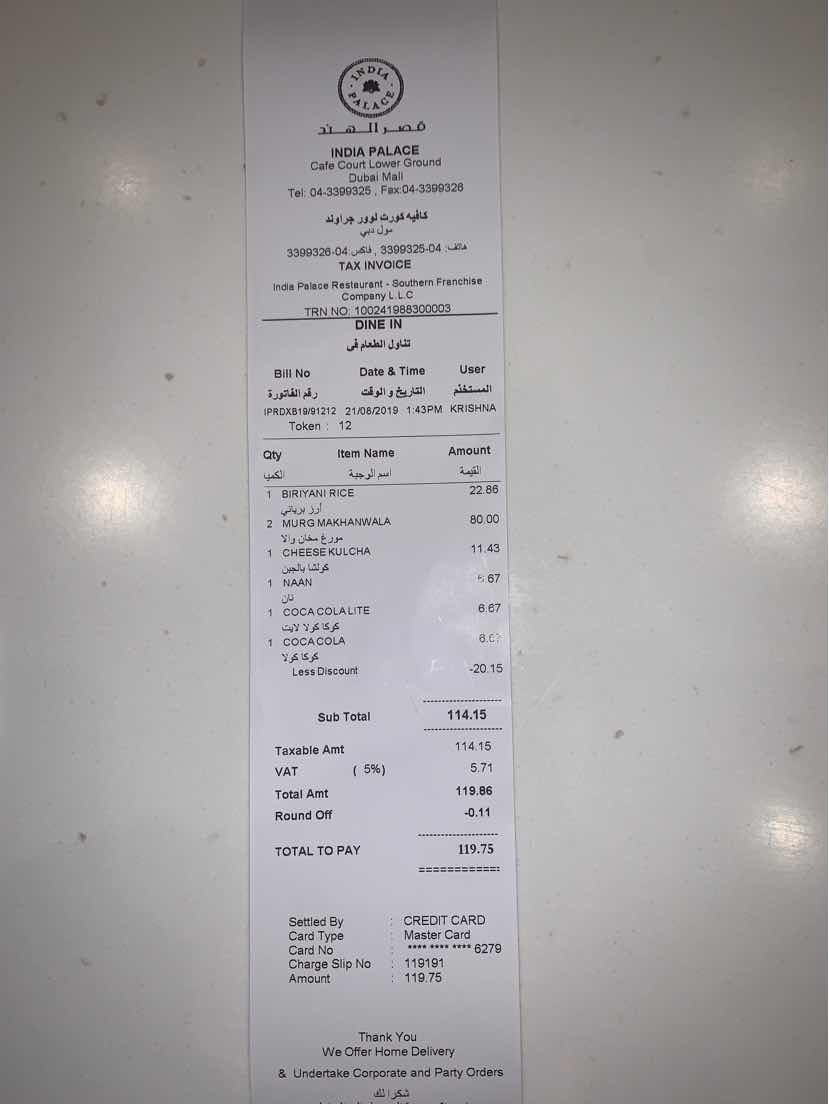 INDIA PALACE
قصر الهند
INDIA PALACE
Cafe Court Lower Ground
Dubai Mall
Tel: 04-3399325 , Fax:04-3399326
كافيه كورت لوور جراوند
مول دبي
هاتف: 04-3399325 , فاكس:04-3399326
TAX INVOICE
India Palace Restaurant - Southern Franchise
Company L.L.C
TRN NO: 100241988300003
DINE IN
تناول الطعام في
Bill No Date & Time User
رقم الفاتورة التاريخ و الوقت المستخدم
IPRDXB19/91212 21/08/2019 1:43PM KRISHNA
Token : 12
Qty Item Name Amount
الكميا اسم الوجبة القيمة
1 BIRIYANI RICE 22.86
أرز برياني
2 MURG MAKHANWALA 80.00
مورغ مخان والا
1 CHEESE KULCHA 11.43
كولشا بالجبن
1 NAAN 6.67
نان
1 COCA COLA LITE 6.67
كوكا كولا لايت
1 COCA COLA 6.67
كوكا كولا
Less Discount -20.15
Sub Total 114.15
Taxable Amt 114.15
VAT ( 5%) 5.71
Total Amt 119.86
Round Off -0.11
TOTAL TO PAY 119.75
Settled By : CREDIT CARD
Card Type : Master Card
Card No : **** **** **** 6279
Charge Slip No : 119191
Amount : 119.75
Thank You
We Offer Home Delivery
& Undertake Corporate and Party Orders
شكرا لك